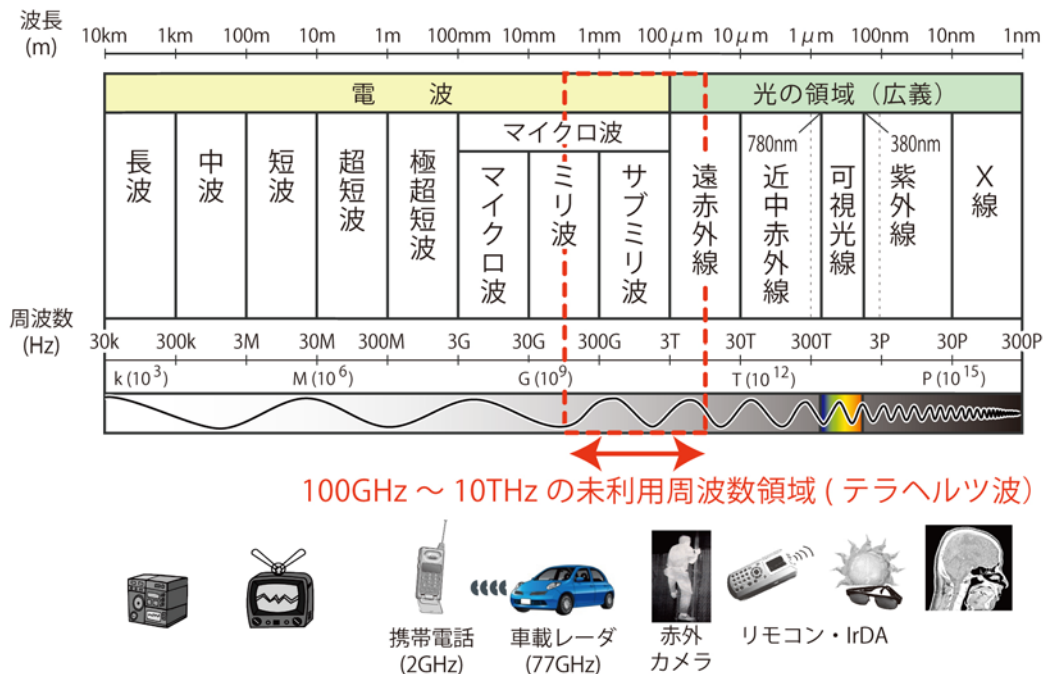 波長
(m)
10km 1km 100m 10m 1m 100mm 10mm 1mm 100μm 10μm 1μm 100nm 10nm 1nm
電　波 光の領域（広義）
マイクロ波
780nm 380nm
長波 中波 短波 超短波 極超短波 マイクロ波 ミリ波 サブミリ波 遠赤外線 近中赤外線 可視光線 紫外線 X線
周波数
(Hz)
30k 300k 3M 30M 300M 3G 30G 300G 3T 30T 300T 3P 30P 300P
k (10³) M (10⁶) G (10⁹) T (10¹²) P (10¹⁵)
100GHz ～ 10THz の未利用周波数領域 ( テラヘルツ波）
携帯電話 車載レーダ 赤外 リモコン・IrDA
(2GHz) (77GHz) カメラ